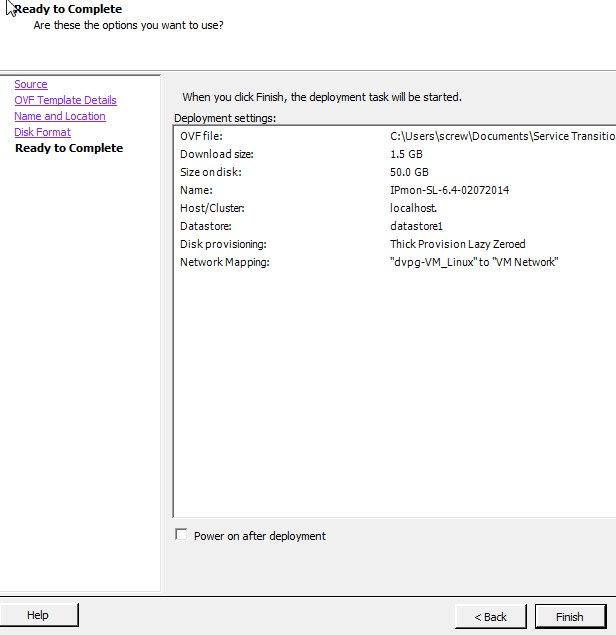 Ready to Complete
Are these the options you want to use?
Source
OVF Template Details
Name and Location
Disk Format
Ready to Complete
When you click Finish, the deployment task will be started.
Deployment settings:
OVF file: C:\Users\screw\Documents\Service Transitio
Download size: 1.5 GB
Size on disk: 50.0 GB
Name: IPmon-SL-6.4-02072014
Host/Cluster: localhost.
Datastore: datastore1
Disk provisioning: Thick Provision Lazy Zeroed
Network Mapping: "dvpg-VM_Linux" to "VM Network"
Power on after deployment
Help
< Back
Finish